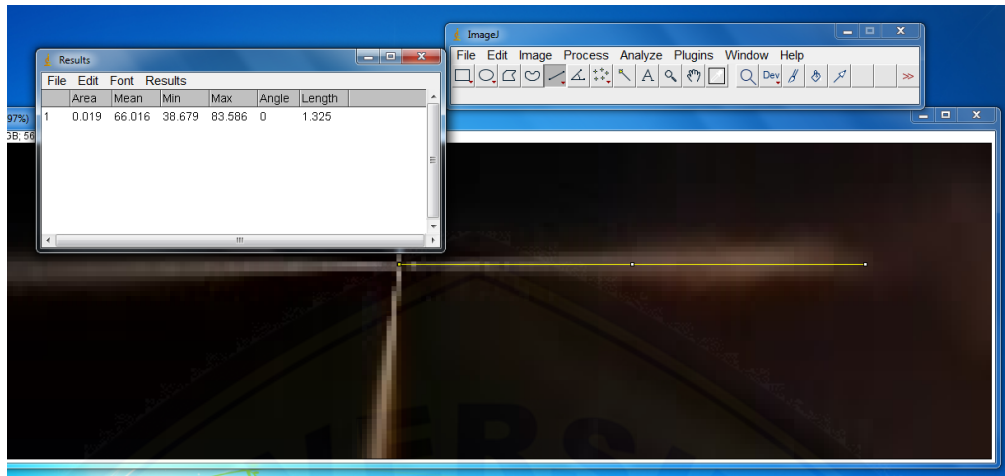 ImageJ
File Edit Image Process Analyze Plugins Window Help
A Dev >>
Results
File Edit Font Results
Area Mean Min Max Angle Length
1 0.019 66.016 38.679 83.586 0 1.325
97%)
GB; 56
ERS